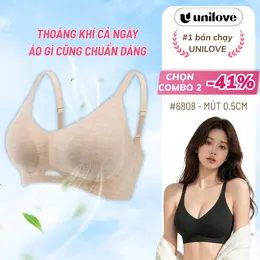 THOÁNG KHÍ CẢ NGÀY
ÁO GÌ CŨNG CHUẨN DÁNG
unilove
#1 bán chạy
UNILOVE
CHỌN
COMBO 2
-41%
#6808 - MÚT 0.5CM